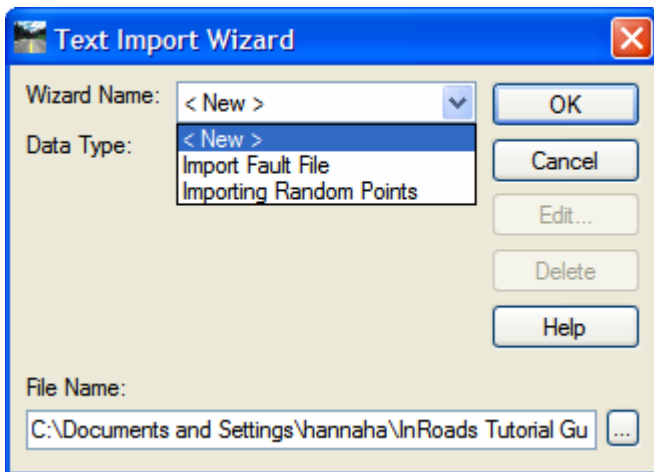 Text Import Wizard
Wizard Name: < New >
OK
Data Type: < New >
Import Fault File
Importing Random Points
Cancel
Edit...
Delete
Help
File Name:
C:\Documents and Settings\hannaha\InRoads Tutorial Gu ...